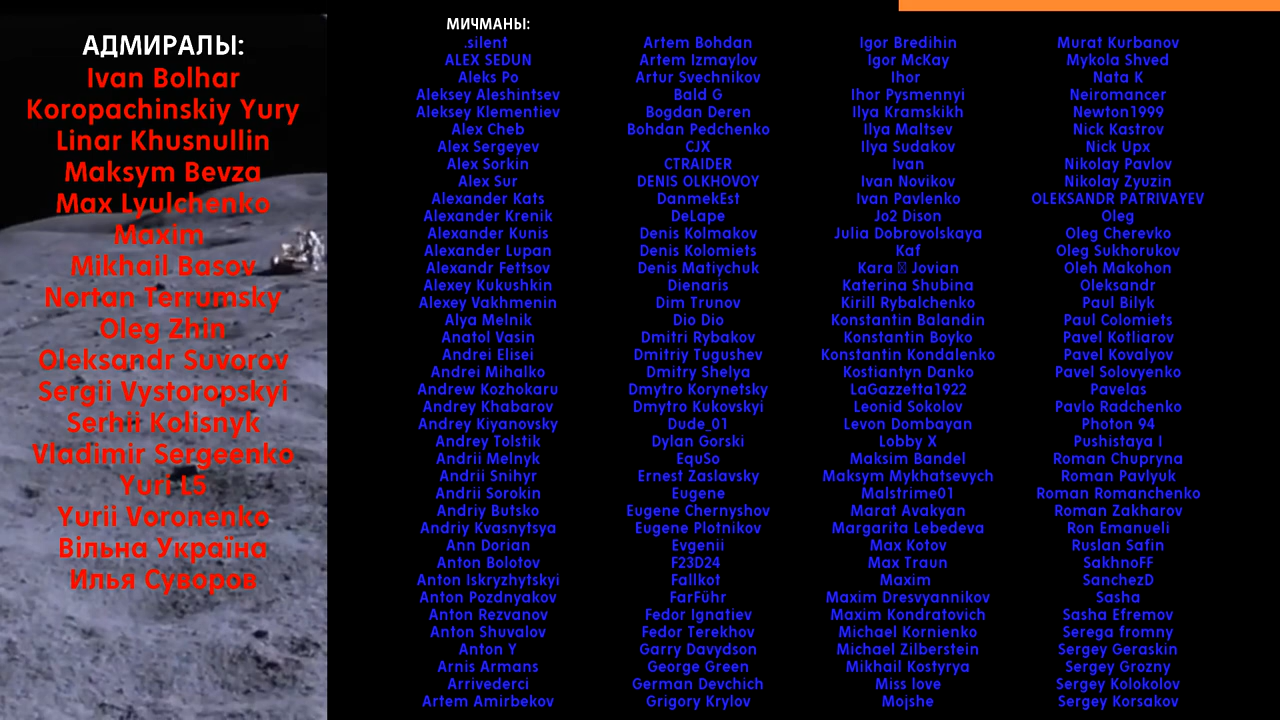 АДМИРАЛЫ:
Ivan Bolhar
Koropachinskiy Yury
Linar Khusnullin
Maksym Bevza
Max Lyulchenko
Maxim
Mikhail Basov
Nortan Terrumsky
Oleg Zhin
Oleksandr Suvorov
Sergii Vystoropskyi
Serhii Kolisnyk
Vladimir Sergeenko
Yuri L5
Yurii Voronenko
Вільна Україна
Илья Суворов
МИЧМАНЫ:
.silent
ALEX SEDUN
Aleks Po
Aleksey Aleshintsev
Aleksey Klementiev
Alex Cheb
Alex Sergeyev
Alex Sorkin
Alex Sur
Alexander Kats
Alexander Krenik
Alexander Kunis
Alexander Lupan
Alexandr Fettsov
Alexey Kukushkin
Alexey Vakhmenin
Alya Melnik
Anatol Vasin
Andrei Elisei
Andrei Mihalko
Andrew Kozhokaru
Andrey Khabarov
Andrey Kiyanovsky
Andrey Tolstik
Andrii Melnyk
Andrii Snihyr
Andrii Sorokin
Andriy Butsko
Andriy Kvasnytsya
Ann Dorian
Anton Bolotov
Anton Iskryzhytskyi
Anton Pozdnyakov
Anton Rezvanov
Anton Shuvalov
Anton Y
Arnis Armans
Arrivederci
Artem Amirbekov
Artem Bohdan
Artem Izmaylov
Artur Svechnikov
Bald G
Bogdan Deren
Bohdan Pedchenko
CJX
CTRAIDER
DENIS OLKHOVOY
DanmekEst
DeLape
Denis Kolmakov
Denis Kolomiets
Denis Matiychuk
Dienaris
Dim Trunov
Dio Dio
Dmitri Rybakov
Dmitriy Tugushev
Dmitry Shelya
Dmytro Korynetsky
Dmytro Kukovskyi
Dude_01
Dylan Gorski
EquSo
Ernest Zaslavsky
Eugene
Eugene Chernyshov
Eugene Plotnikov
Evgenii
F23D24
Fallkot
FarFühr
Fedor Ignatiev
Fedor Terekhov
Garry Davydson
George Green
German Devchich
Grigory Krylov
Igor Bredihin
Igor McKay
Ihor
Ihor Pysmennyi
Ilya Kramskikh
Ilya Maltsev
Ilya Sudakov
Ivan
Ivan Novikov
Ivan Pavlenko
Jo2 Dison
Julia Dobrovolskaya
Kaf
Kara Jovian
Katerina Shubina
Kirill Rybalchenko
Konstantin Balandin
Konstantin Boyko
Konstantin Kondalenko
Kostiantyn Danko
LaGazzetta1922
Leonid Sokolov
Levon Dombayan
Lobby X
Maksim Bandel
Maksym Mykhatsevych
Malstrime01
Marat Avakyan
Margarita Lebedeva
Max Kotov
Max Traun
Maxim
Maxim Dresvyannikov
Maxim Kondratovich
Michael Kornienko
Michael Zilberstein
Mikhail Kostyrya
Miss love
Mojshe
Murat Kurbanov
Mykola Shved
Nata K
Neiromancer
Newton1999
Nick Kastrov
Nick Upx
Nikolay Pavlov
Nikolay Zyuzin
OLEKSANDR PATRIVAYEV
Oleg
Oleg Cherevko
Oleg Sukhorukov
Oleh Makohon
Oleksandr
Paul Bilyk
Paul Colomiets
Pavel Kotliarov
Pavel Kovalyov
Pavel Solovyenko
Pavelas
Pavlo Radchenko
Photon 94
Pushistaya I
Roman Chupryna
Roman Pavlyuk
Roman Romanchenko
Roman Zakharov
Ron Emanueli
Ruslan Safin
SakhnoFF
SanchezD
Sasha
Sasha Efremov
Serega fromny
Sergey Geraskin
Sergey Grozny
Sergey Kolokolov
Sergey Korsakov